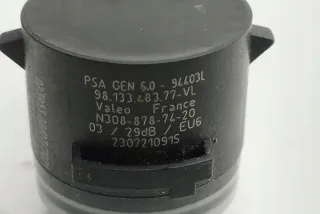 PSA GEN 6.0 - 94403L
98.133.483.77-VL
Valeo France
N308-878-74-20
03 / 29dB / EU6
2307210915